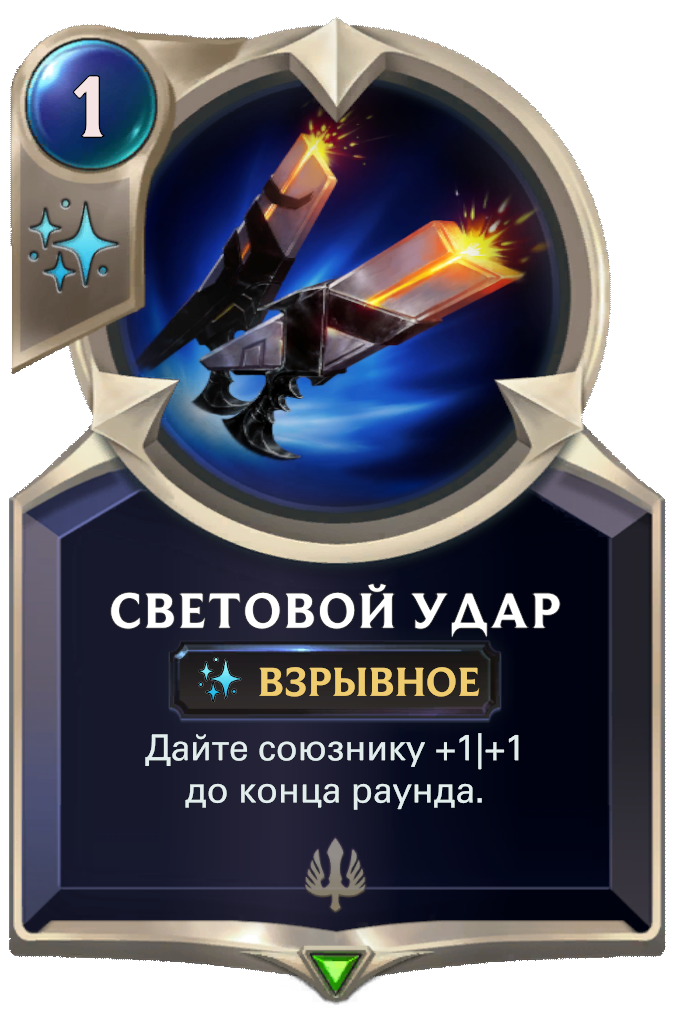 1
СВЕТОВОЙ УДАР
ВЗРЫВНОЕ
Дайте союзнику +1|+1
до конца раунда.